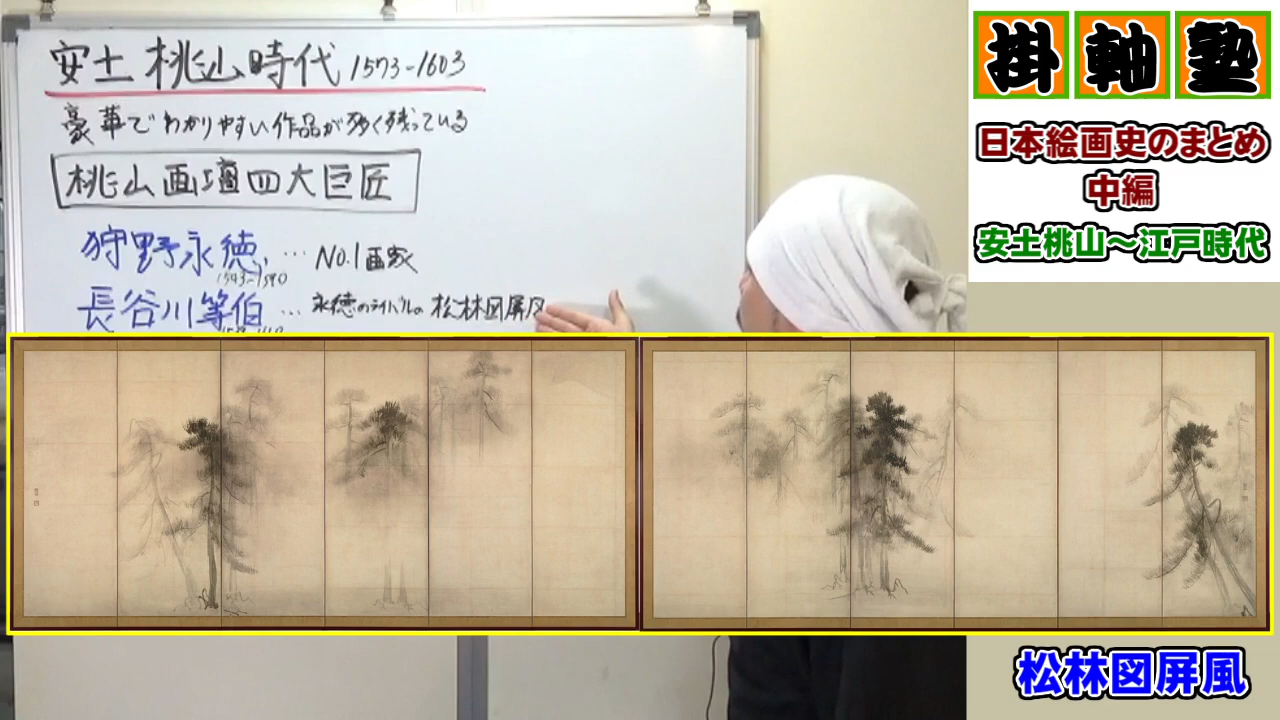 安土桃山時代 1573-1603
豪華でわかりやすい作品が多く残っている
桃山画壇四大巨匠
狩野永徳 … No.1画家
1543-1590
長谷川等伯 … 永徳のライバル。松林図屏風
掛軸塾
日本絵画史のまとめ
中編
安土桃山～江戸時代
松林図屏風